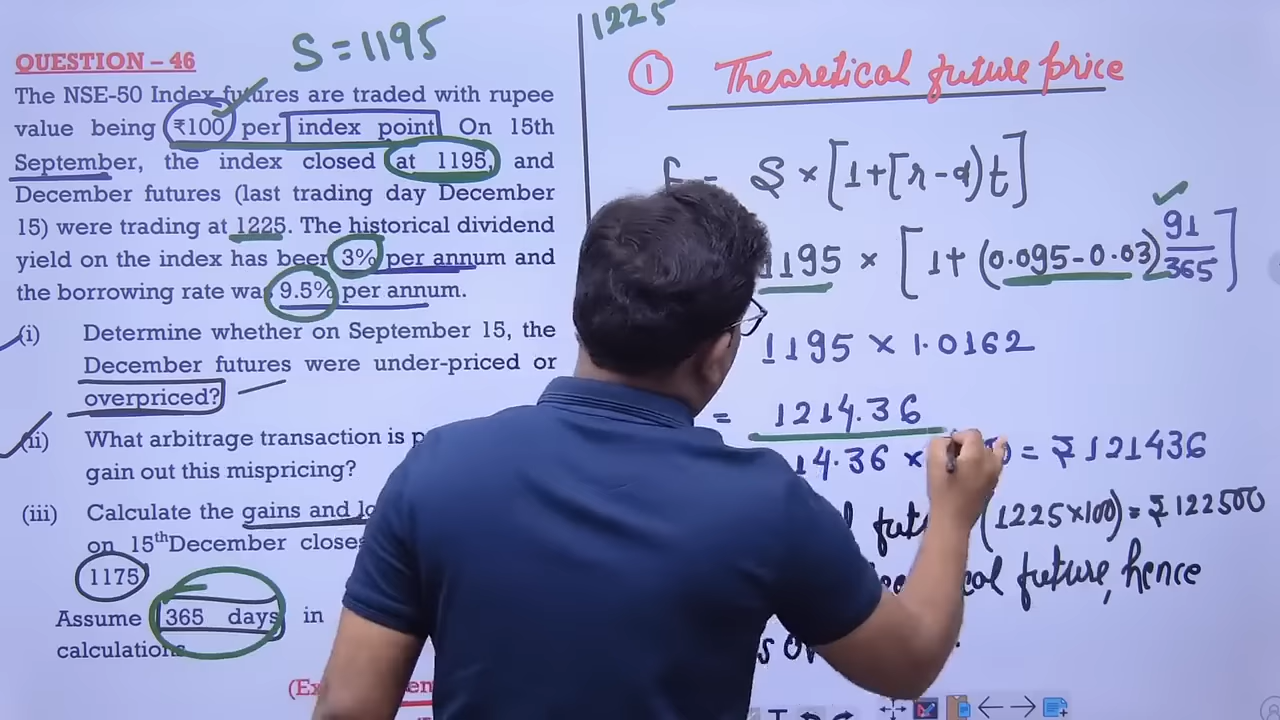 QUESTION – 46
S = 1195
The NSE-50 Index futures are traded with rupee
value being ₹100 per index point. On 15th
September, the index closed at 1195, and
December futures (last trading day December
15) were trading at 1225. The historical dividend
yield on the index has been 3% per annum and
the borrowing rate was 9.5% per annum.
(i) Determine whether on September 15, the
December futures were under-priced or
overpriced?
(ii) What arbitrage transaction is
gain out this mispricing?
(iii) Calculate the gains and
on 15thDecember closes
1175
Assume 365 days in
calculations
1225
① Thearetical future price
= S × [1+[r-d)t]
1195 × [1+ (0.095-0.03) 91/365]
1195 × 1.0162
= 1214.36
14.36 × = ₹121436
(1225×100) = ₹122500
future, hence